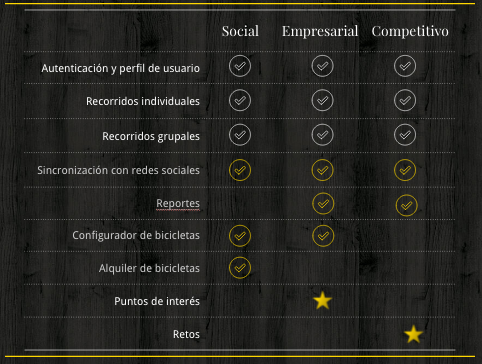 Social Empresarial Competitivo
Autenticación y perfil de usuario
Recorridos individuales
Recorridos grupales
Sincronización con redes sociales
Reportes
Configurador de bicicletas
Alquiler de bicicletas
Puntos de interés
Retos